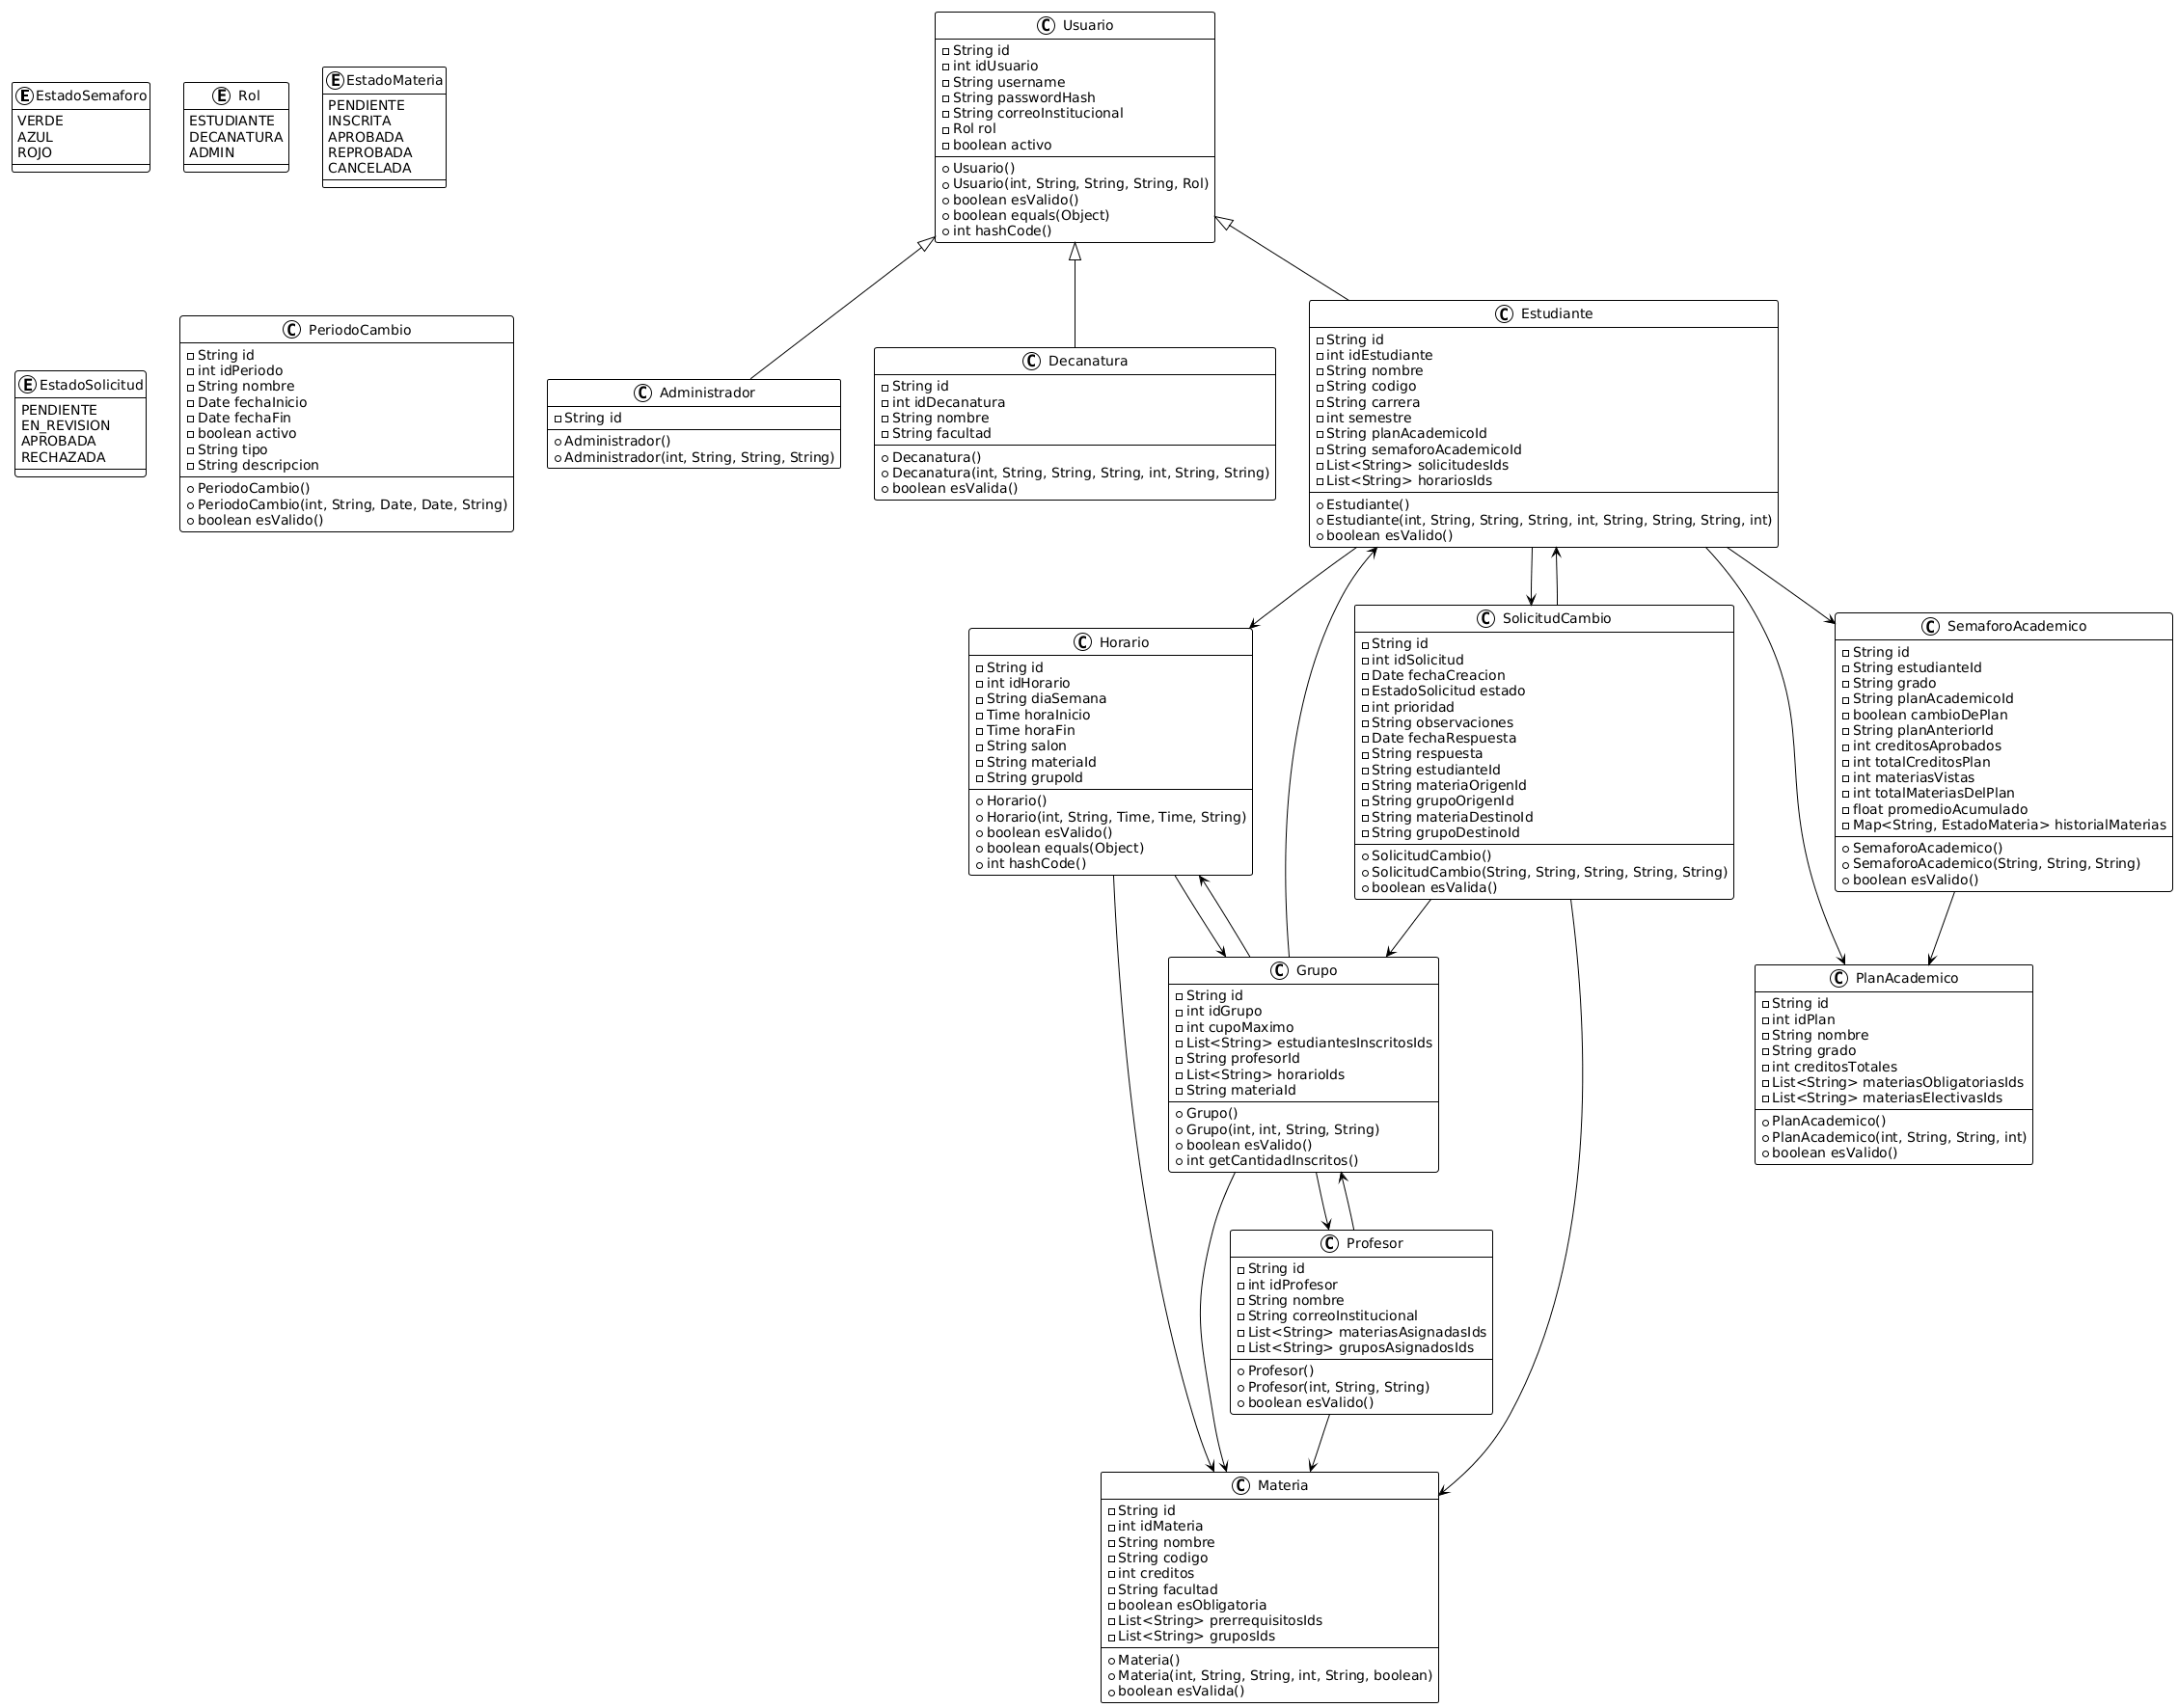 Usuario
String id
int idUsuario
String username
String passwordHash
String correoInstitucional
Rol rol
boolean activo
Usuario()
Usuario(int, String, String, String, Rol)
boolean esValido()
boolean equals(Object)
int hashCode()
EstadoSemaforo
VERDE
AZUL
ROJO
Rol
ESTUDIANTE
DECANATURA
ADMIN
EstadoMateria
PENDIENTE
INSCRITA
APROBADA
REPROBADA
CANCELADA
EstadoSolicitud
PENDIENTE
EN_REVISION
APROBADA
RECHAZADA
PeriodoCambio
String id
int idPeriodo
String nombre
Date fechaInicio
Date fechaFin
boolean activo
String tipo
String descripcion
PeriodoCambio()
PeriodoCambio(int, String, Date, Date, String)
boolean esValido()
Administrador
String id
Administrador()
Administrador(int, String, String, String)
Decanatura
String id
int idDecanatura
String nombre
String facultad
Decanatura()
Decanatura(int, String, String, String, int, String, String)
boolean esValida()
Estudiante
String id
int idEstudiante
String nombre
String codigo
String carrera
int semestre
String planAcademicoId
String semaforoAcademicoId
List<String> solicitudesIds
List<String> horariosIds
Estudiante()
Estudiante(int, String, String, String, int, String, String, String, int)
boolean esValido()
Horario
String id
int idHorario
String diaSemana
Time horaInicio
Time horaFin
String salon
String materiaId
String grupoId
Horario()
Horario(int, String, Time, Time, String)
boolean esValido()
boolean equals(Object)
int hashCode()
SolicitudCambio
String id
int idSolicitud
Date fechaCreacion
EstadoSolicitud estado
int prioridad
String observaciones
Date fechaRespuesta
String respuesta
String estudianteId
String materiaOrigenId
String grupoOrigenId
String materiaDestinoId
String grupoDestinoId
SolicitudCambio()
SolicitudCambio(String, String, String, String, String)
boolean esValida()
SemaforoAcademico
String id
String estudianteId
String grado
String planAcademicoId
boolean cambioDePlan
String planAnteriorId
int creditosAprobados
int totalCreditosPlan
int materiasVistas
int totalMateriasDelPlan
float promedioAcumulado
Map<String, EstadoMateria> historialMaterias
SemaforoAcademico()
SemaforoAcademico(String, String, String)
boolean esValido()
Grupo
String id
int idGrupo
int cupoMaximo
List<String> estudiantesInscritosIds
String profesorId
List<String> horarioIds
String materiaId
Grupo()
Grupo(int, int, String, String)
boolean esValido()
int getCantidadInscritos()
PlanAcademico
String id
int idPlan
String nombre
String grado
int creditosTotales
List<String> materiasObligatoriasIds
List<String> materiasElectivasIds
PlanAcademico()
PlanAcademico(int, String, String, int)
boolean esValido()
Profesor
String id
int idProfesor
String nombre
String correoInstitucional
List<String> materiasAsignadasIds
List<String> gruposAsignadosIds
Profesor()
Profesor(int, String, String)
boolean esValido()
Materia
String id
int idMateria
String nombre
String codigo
int creditos
String facultad
boolean esObligatoria
List<String> prerrequisitosIds
List<String> gruposIds
Materia()
Materia(int, String, String, int, String, boolean)
boolean esValida()